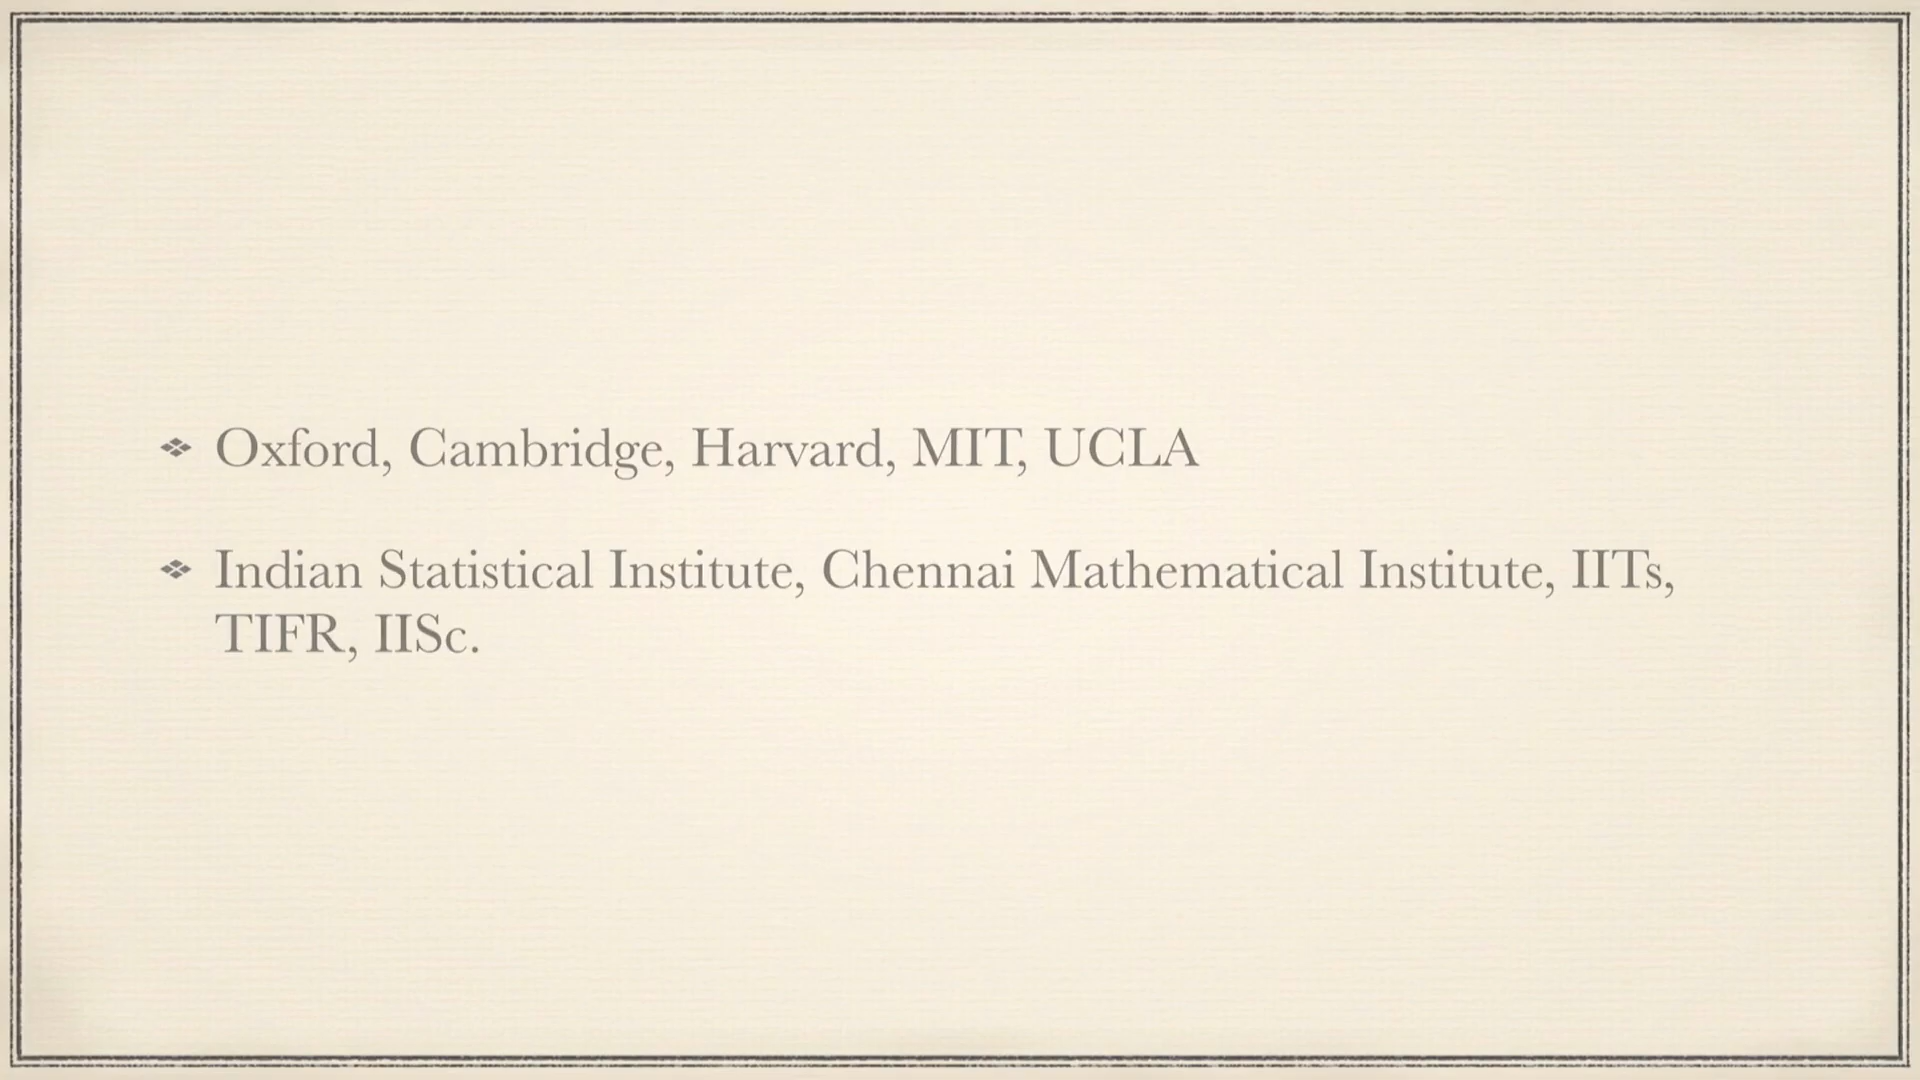 ❖ Oxford, Cambridge, Harvard, MIT, UCLA
❖ Indian Statistical Institute, Chennai Mathematical Institute, IITs,
TIFR, IISc.